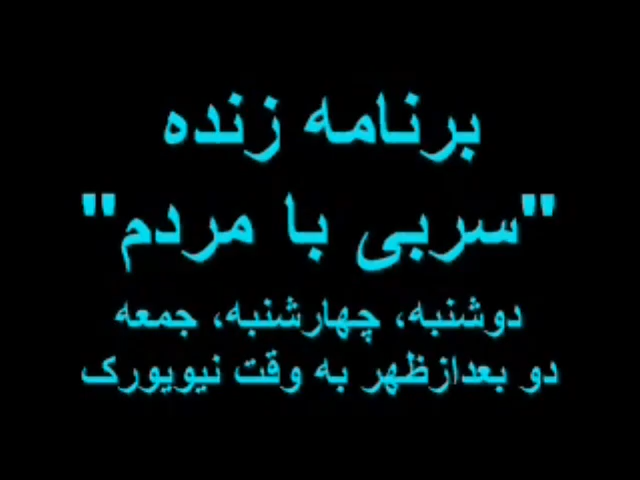 برنامه زنده
"سربی با مردم"
دوشنبه، چهارشنبه، جمعه
دو بعدازظهر به وقت نیویورک